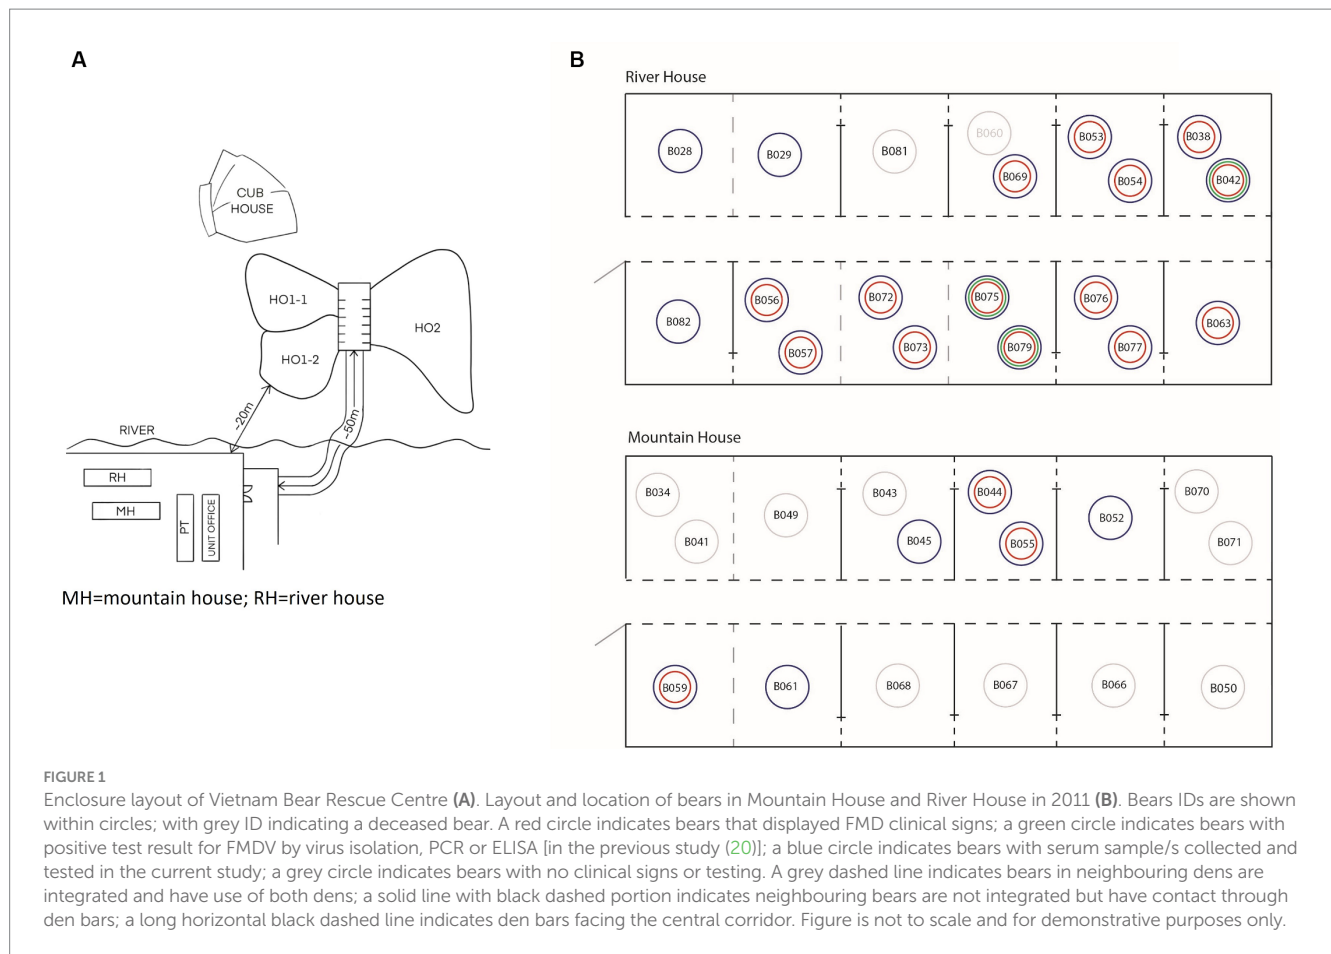 A
CUB
HOUSE
HO1-1
HO2
HO1-2
~20m
~50m
RIVER
RH
MH
PT
UNIT OFFICE
MH=mountain house; RH=river house
B
River House
B028
B029
B081
B060
B069
B053
B054
B038
B042
B082
B056
B057
B072
B073
B075
B079
B076
B077
B063
Mountain House
B034
B041
B049
B043
B045
B044
B055
B052
B070
B071
B059
B061
B068
B067
B066
B050
FIGURE 1
Enclosure layout of Vietnam Bear Rescue Centre (A). Layout and location of bears in Mountain House and River House in 2011 (B). Bears IDs are shown
within circles; with grey ID indicating a deceased bear. A red circle indicates bears that displayed FMD clinical signs; a green circle indicates bears with
positive test result for FMDV by virus isolation, PCR or ELISA [in the previous study (20)]; a blue circle indicates bears with serum sample/s collected and
tested in the current study; a grey circle indicates bears with no clinical signs or testing. A grey dashed line indicates bears in neighbouring dens are
integrated and have use of both dens; a solid line with black dashed portion indicates neighbouring bears are not integrated but have contact through
den bars; a long horizontal black dashed line indicates den bars facing the central corridor. Figure is not to scale and for demonstrative purposes only.